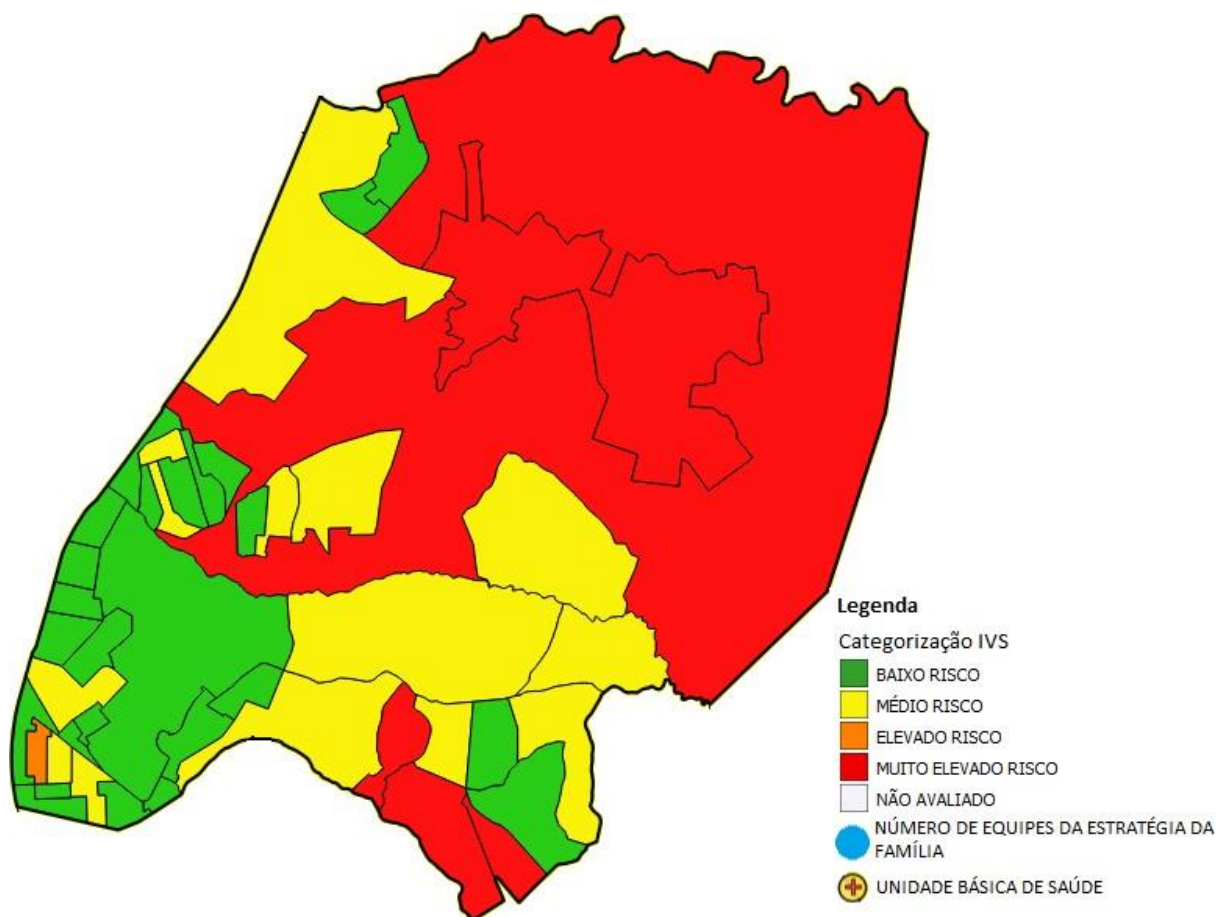 Legenda
Categorização IVS
BAIXO RISCO
MÉDIO RISCO
ELEVADO RISCO
MUITO ELEVADO RISCO
NÃO AVALIADO
NÚMERO DE EQUIPES DA ESTRATÉGIA DA
FAMÍLIA
UNIDADE BÁSICA DE SAÚDE